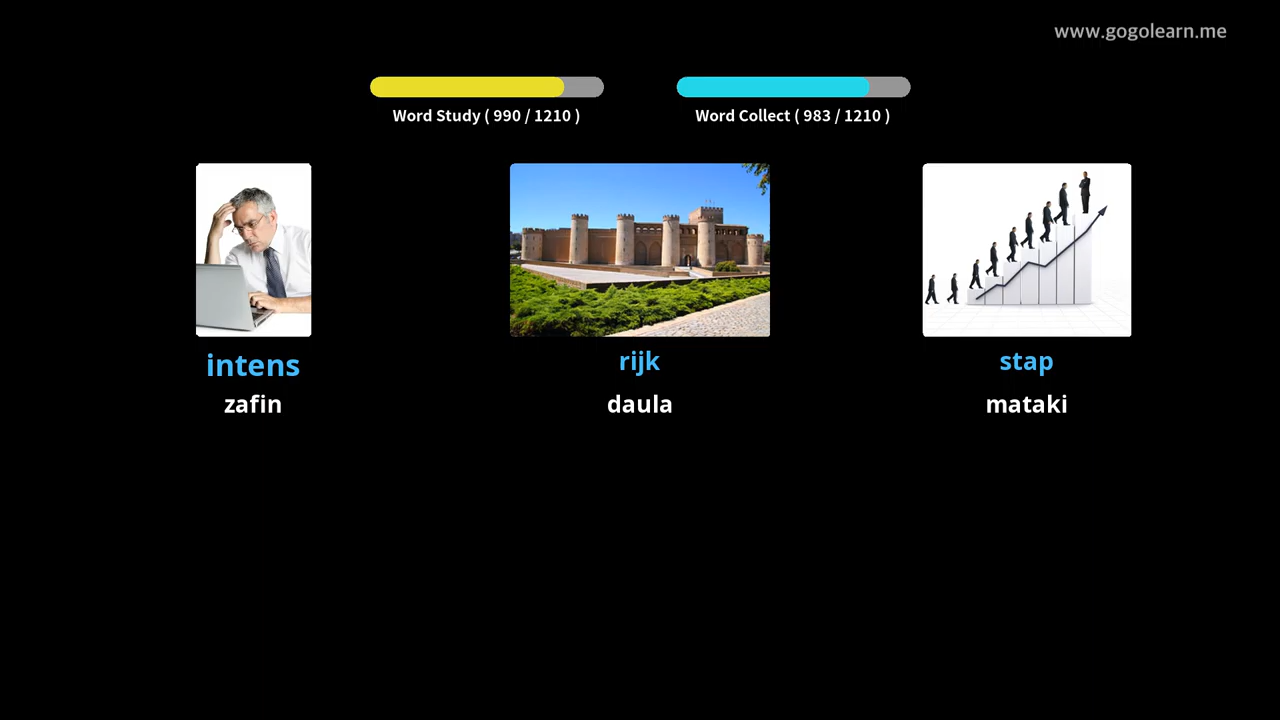 www.gogolearn.me
Word Study ( 990 / 1210 )
Word Collect ( 983 / 1210 )
intens
rijk
stap
zafin
daula
mataki